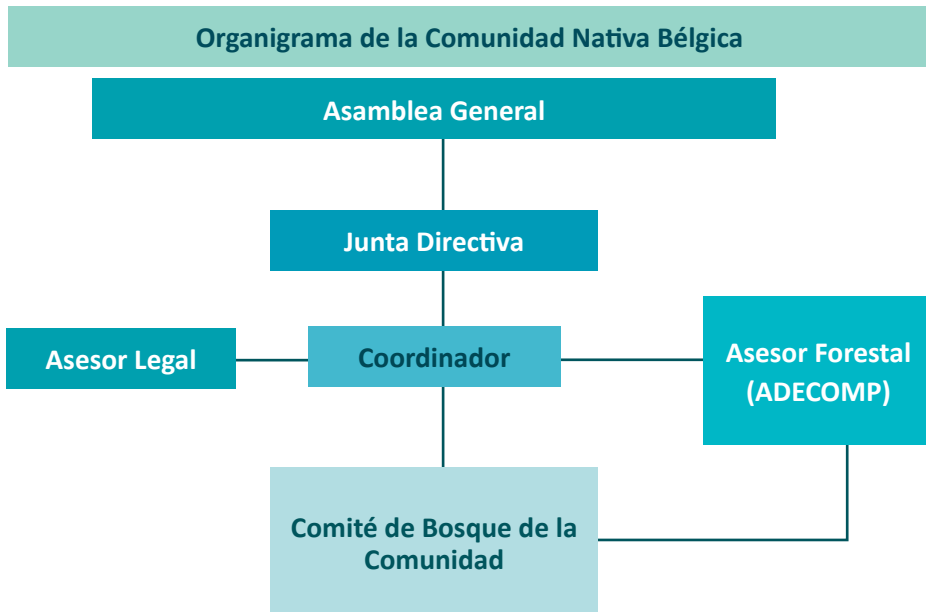 Organigrama de la Comunidad Nativa Bélgica
Asamblea General
Junta Directiva
Asesor Legal
Coordinador
Asesor Forestal
(ADECOMP)
Comité de Bosque de la
Comunidad